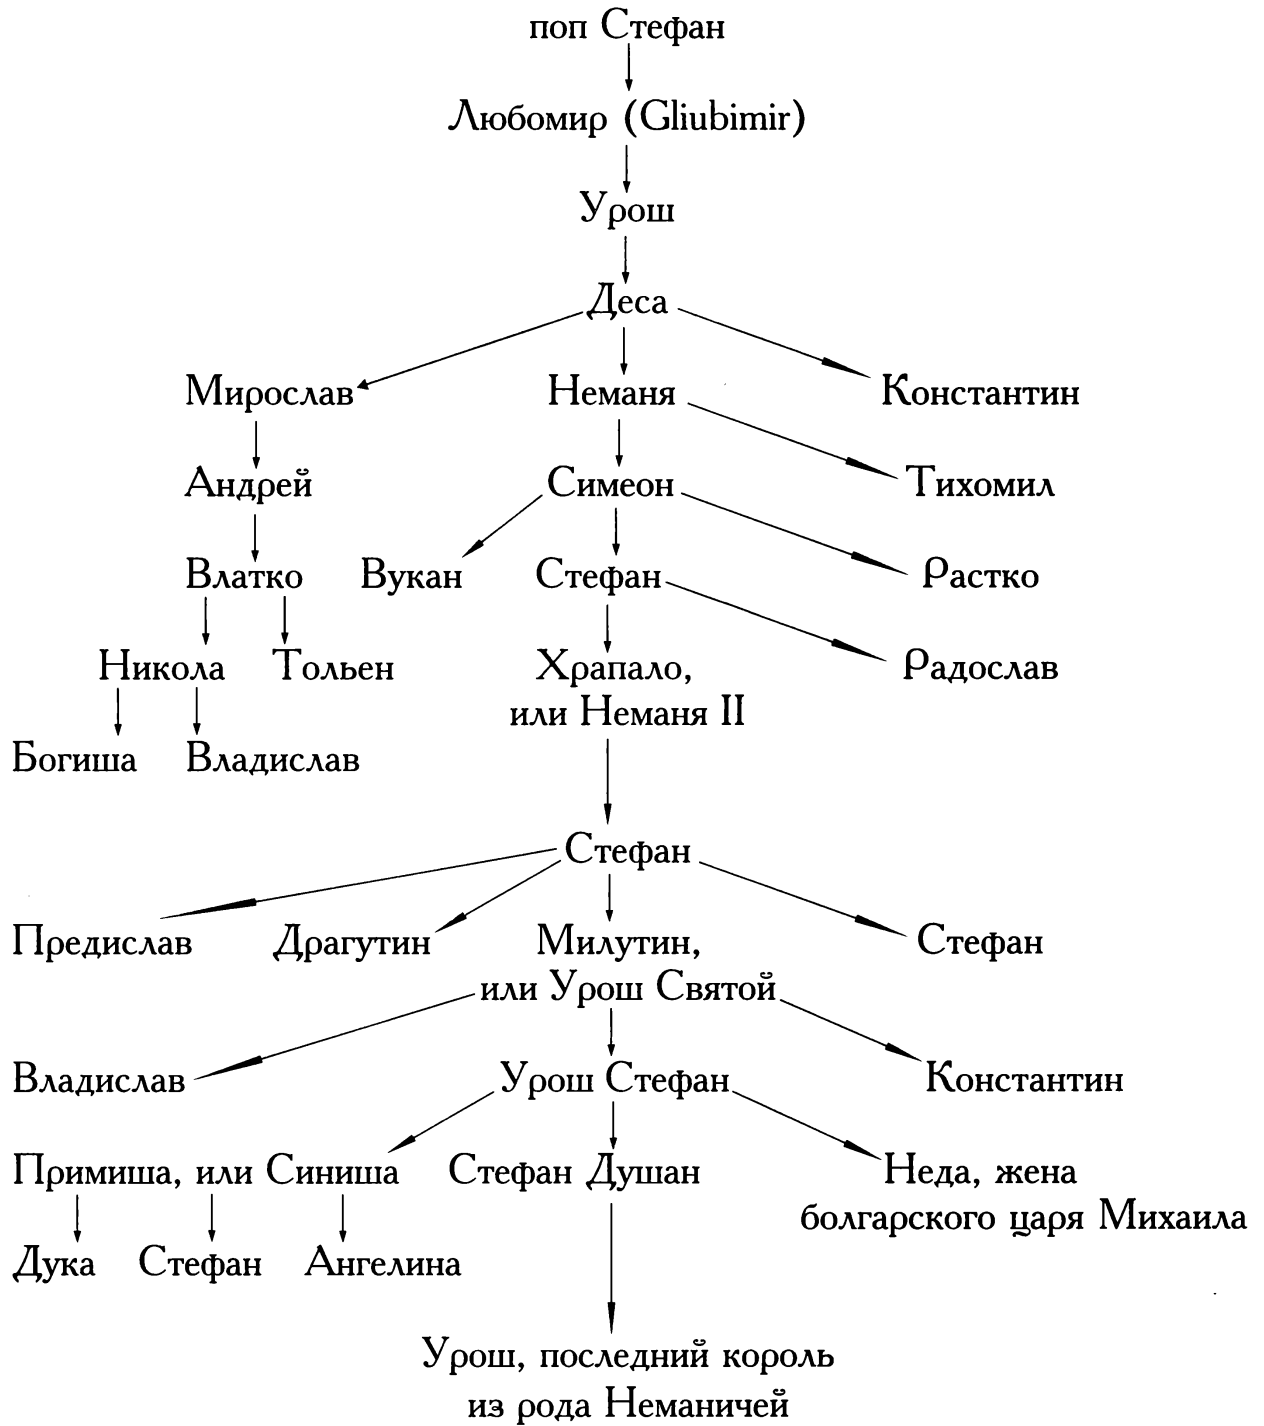 поп Стефан
Любомир (Gliubimir)
Урош
Деса
Мирослав Неманя Константин
Андрей Симеон Тихомил
Влатко Вукан Стефан Растко
Никола Тольен Храпало, Радослав
или Неманя II
Богиша Владислав
Стефан
Предислав Драгутин Милутин, Стефан
или Урош Святой
Владислав Урош Стефан Константин
Примиша, или Синиша Стефан Душан Неда, жена
болгарского царя Михаила
Дука Стефан Ангелина
Урош, последний король
из рода Неманичей